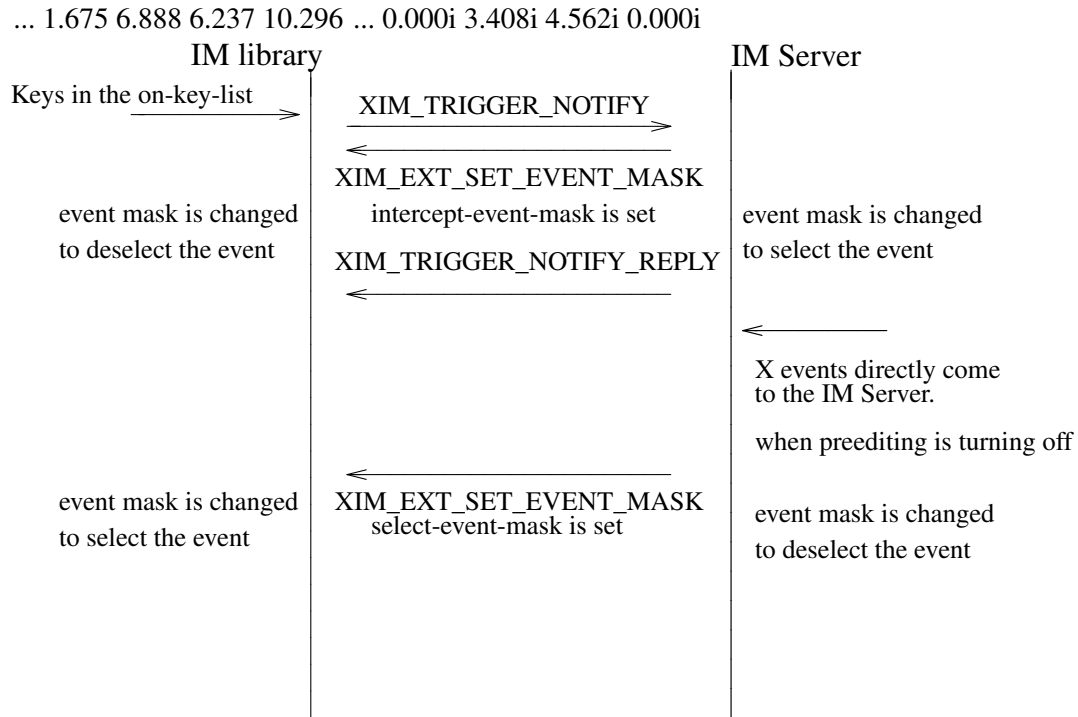 ... 1.675 6.888 6.237 10.296 ... 0.000i 3.408i 4.562i 0.000i
IM library
IM Server
Keys in the on-key-list
XIM_TRIGGER_NOTIFY
XIM_EXT_SET_EVENT_MASK
event mask is changed
to deselect the event
intercept-event-mask is set
event mask is changed
to select the event
XIM_TRIGGER_NOTIFY_REPLY
X events directly come
to the IM Server.
when preediting is turning off
event mask is changed
to select the event
XIM_EXT_SET_EVENT_MASK
select-event-mask is set
event mask is changed
to deselect the event